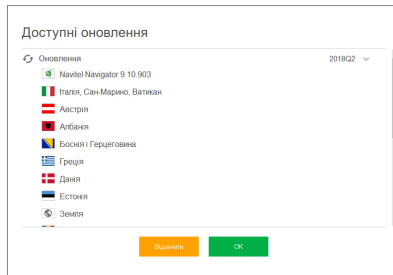 Доступні оновлення
Оновлення 2018Q2
Navitel Navigator 9.10.903
Італія, Сан-Марино, Ватикан
Австрія
Албанія
Боснія і Герцеговина
Греція
Данія
Естонія
Земля
Відмінити OK